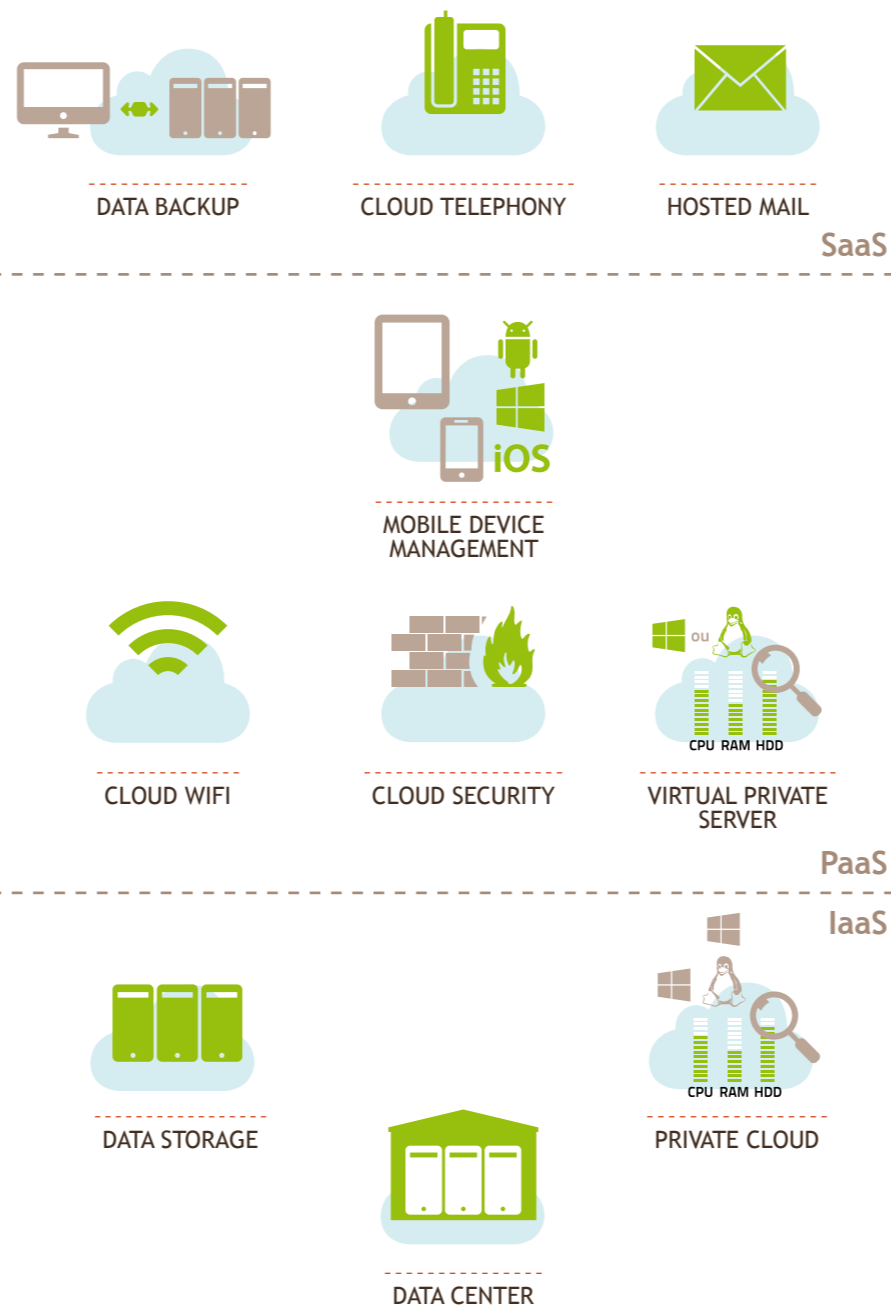 DATA BACKUP
CLOUD TELEPHONY
HOSTED MAIL
SaaS
iOS
MOBILE DEVICE
MANAGEMENT
ou
CPU RAM HDD
CLOUD WIFI
CLOUD SECURITY
VIRTUAL PRIVATE
SERVER
PaaS
IaaS
CPU RAM HDD
DATA STORAGE
PRIVATE CLOUD
DATA CENTER